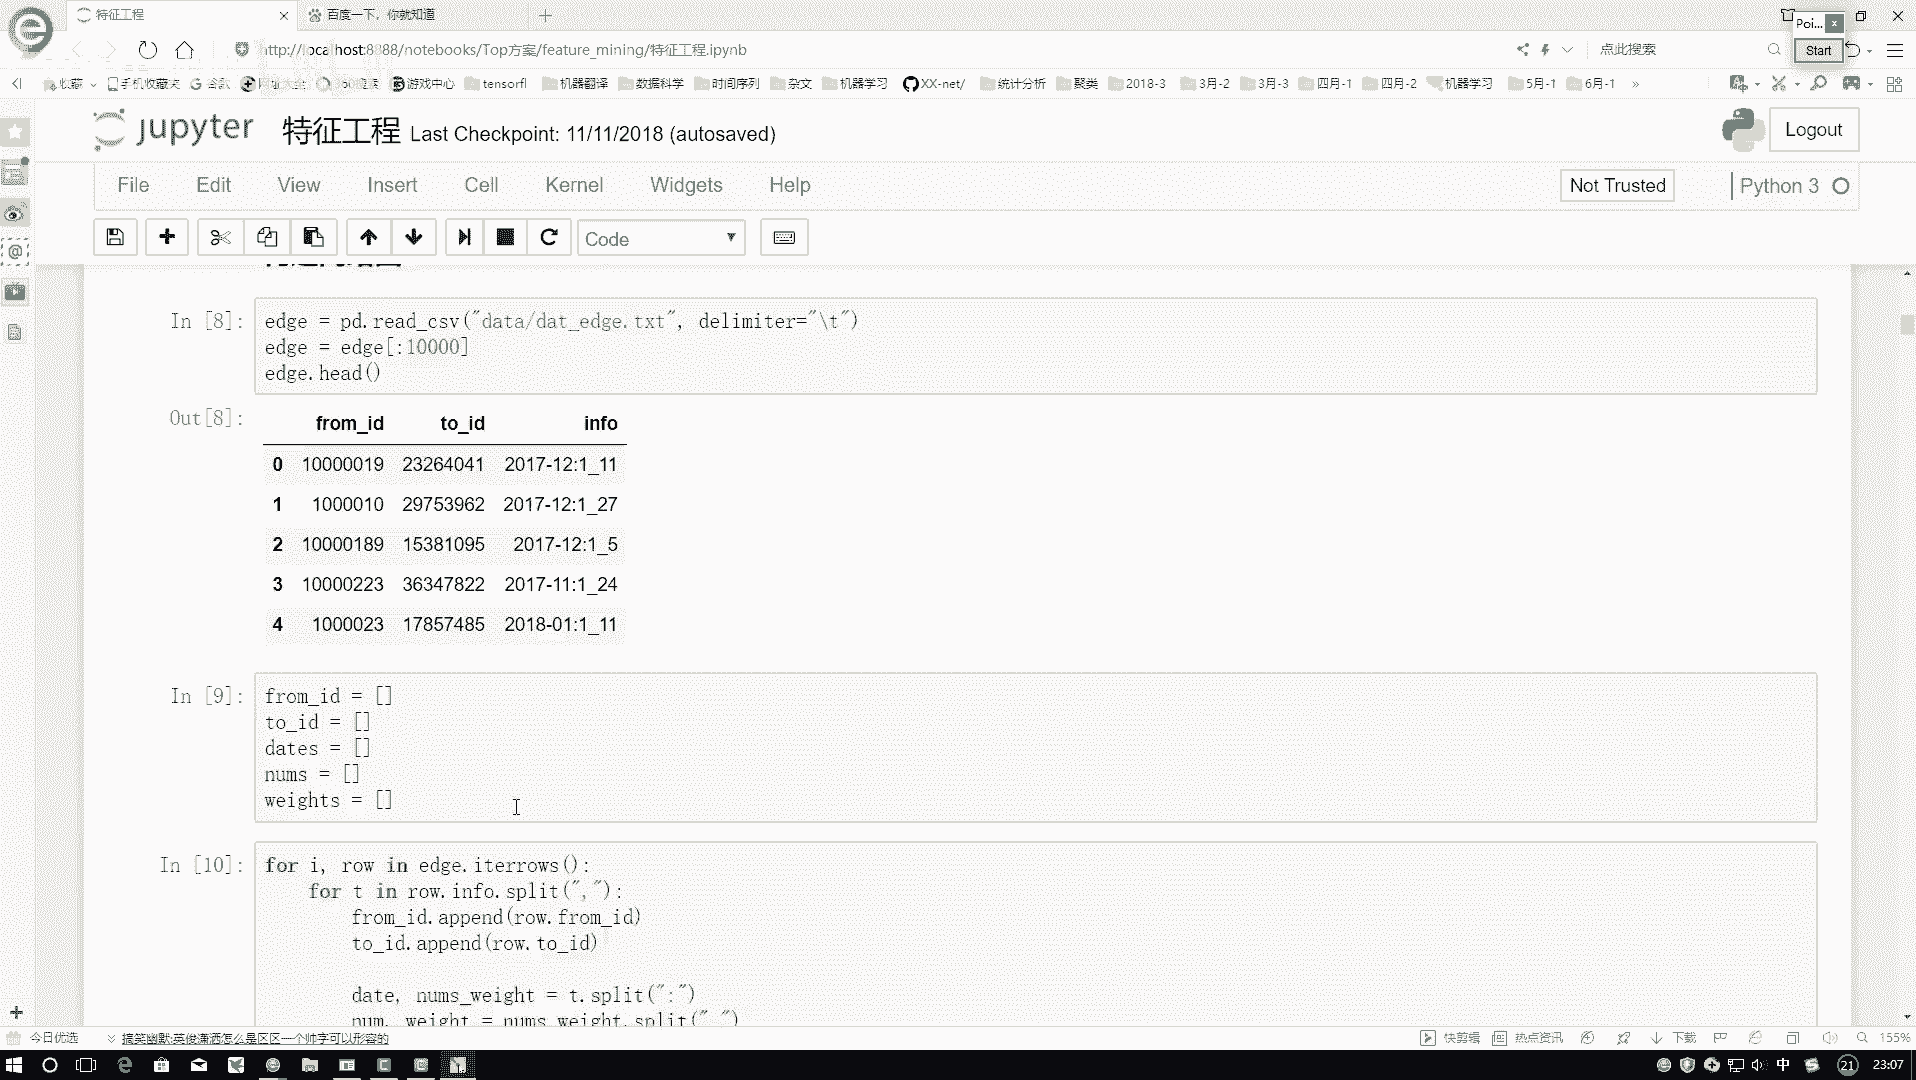 特征工程
百度一下，你就知道
Poi...
http://localhost:8888/notebooks/Top方案/feature_mining/特征工程.ipynb
点此搜索
Start
收藏
手机收藏夹
游戏中心
tensorfl
机器翻译
数据科学
时间序列
杂文
机器学习
XX-net/
统计分析
聚类
2018-3
3月-2
3月-3
四月-1
四月-2
机器学习
5月-1
6月-1
»
jupyter
特征工程 Last Checkpoint: 11/11/2018 (autosaved)
Logout
File Edit View Insert Cell Kernel Widgets Help
Not Trusted
Python 3
Code
In [8]:
edge = pd.read_csv("data/dat_edge.txt", delimiter="\t")
edge = edge[:10000]
edge.head()
Out[8]:
from_id to_id info
0 10000019 23264041 2017-12:1_11
1 1000010 29753962 2017-12:1_27
2 10000189 15381095 2017-12:1_5
3 10000223 36347822 2017-11:1_24
4 1000023 17857485 2018-01:1_11
In [9]:
from_id = []
to_id = []
dates = []
nums = []
weights = []
In [10]:
for i, row in edge.iterrows():
for t in row.info.split(","):
from_id.append(row.from_id)
to_id.append(row.to_id)
date, nums_weight = t.split(":")
num, weight = nums_weight.split("_")
今日优选
搞笑幽默:英俊潇洒怎么是区区一个帅字可以形容的
快剪辑
热点资讯
下载
155%
中
21
23:07